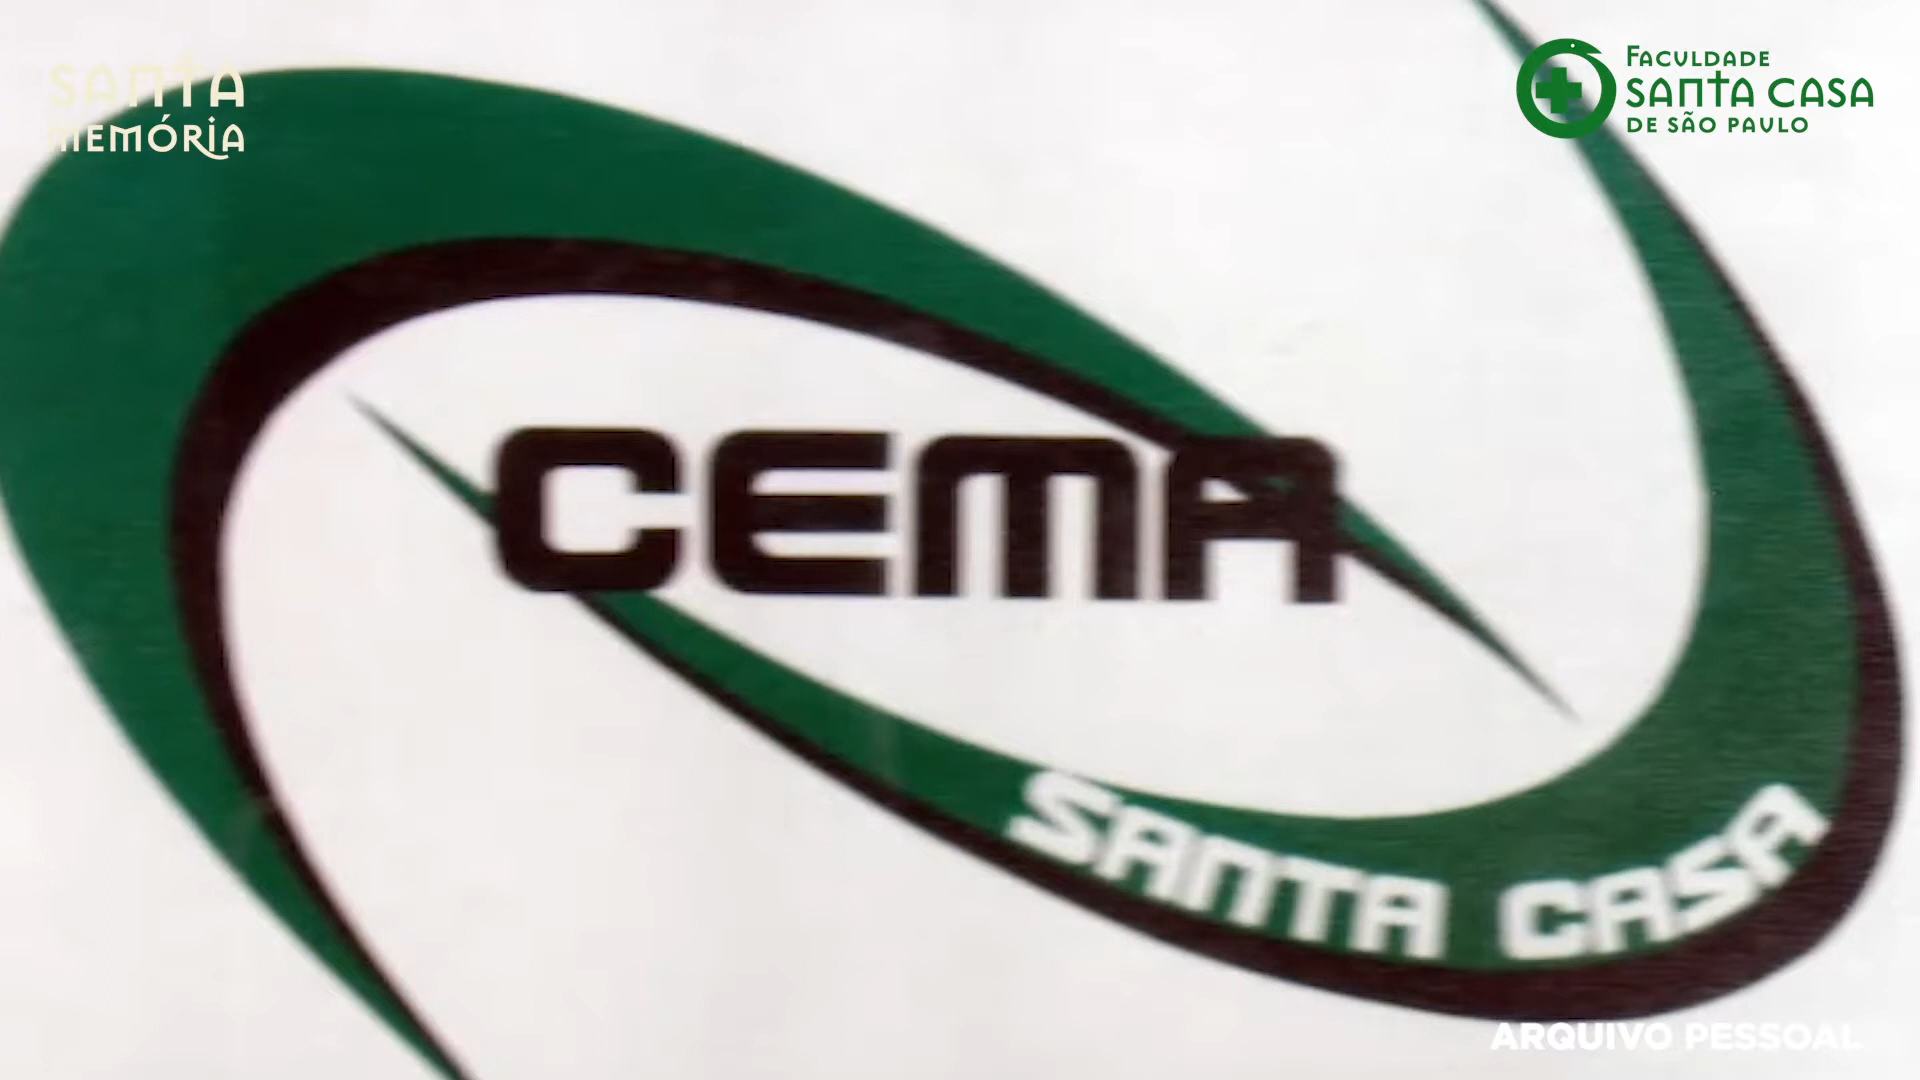 SANTA
MEMÓRIA
FACULDADE
SANTA CASA
DE SÃO PAULO
CEMA
SANTA CASA
ARQUIVO PESSOAL